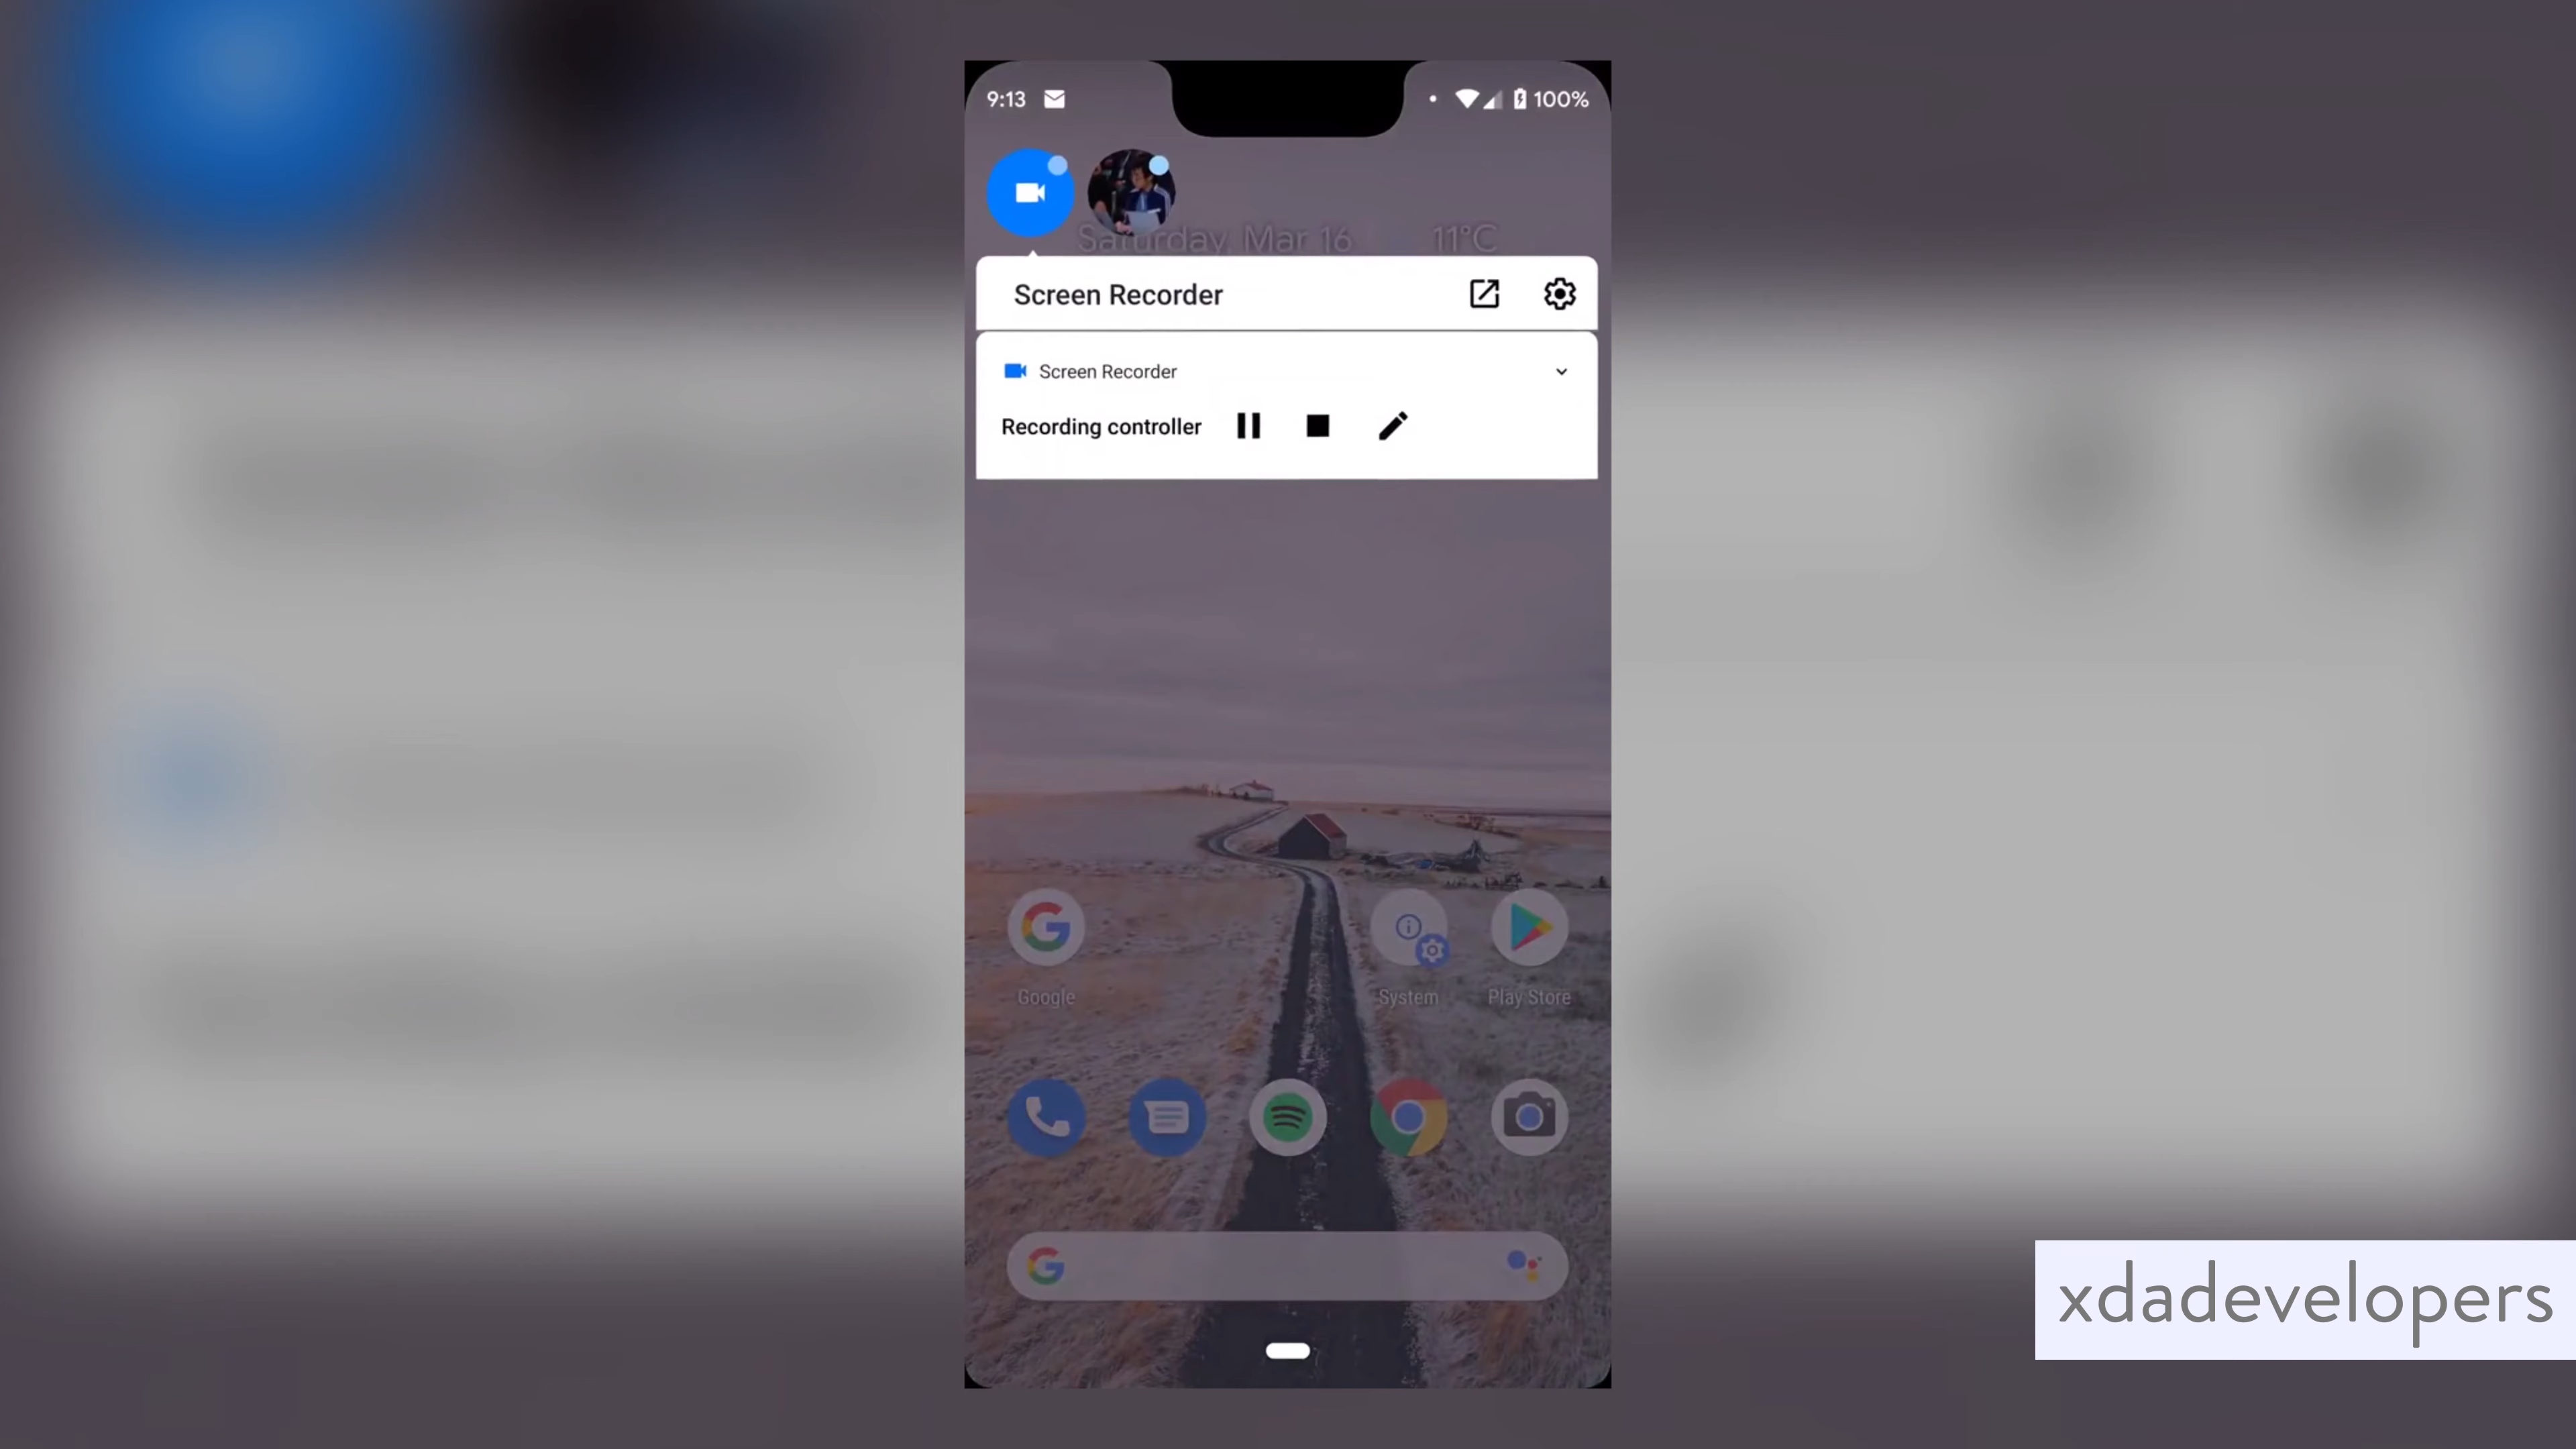 9:13
100%
Saturday, Mar 16
11°C
Screen Recorder
Screen Recorder
Recording controller
Google
System
Play Store
xdadevelopers